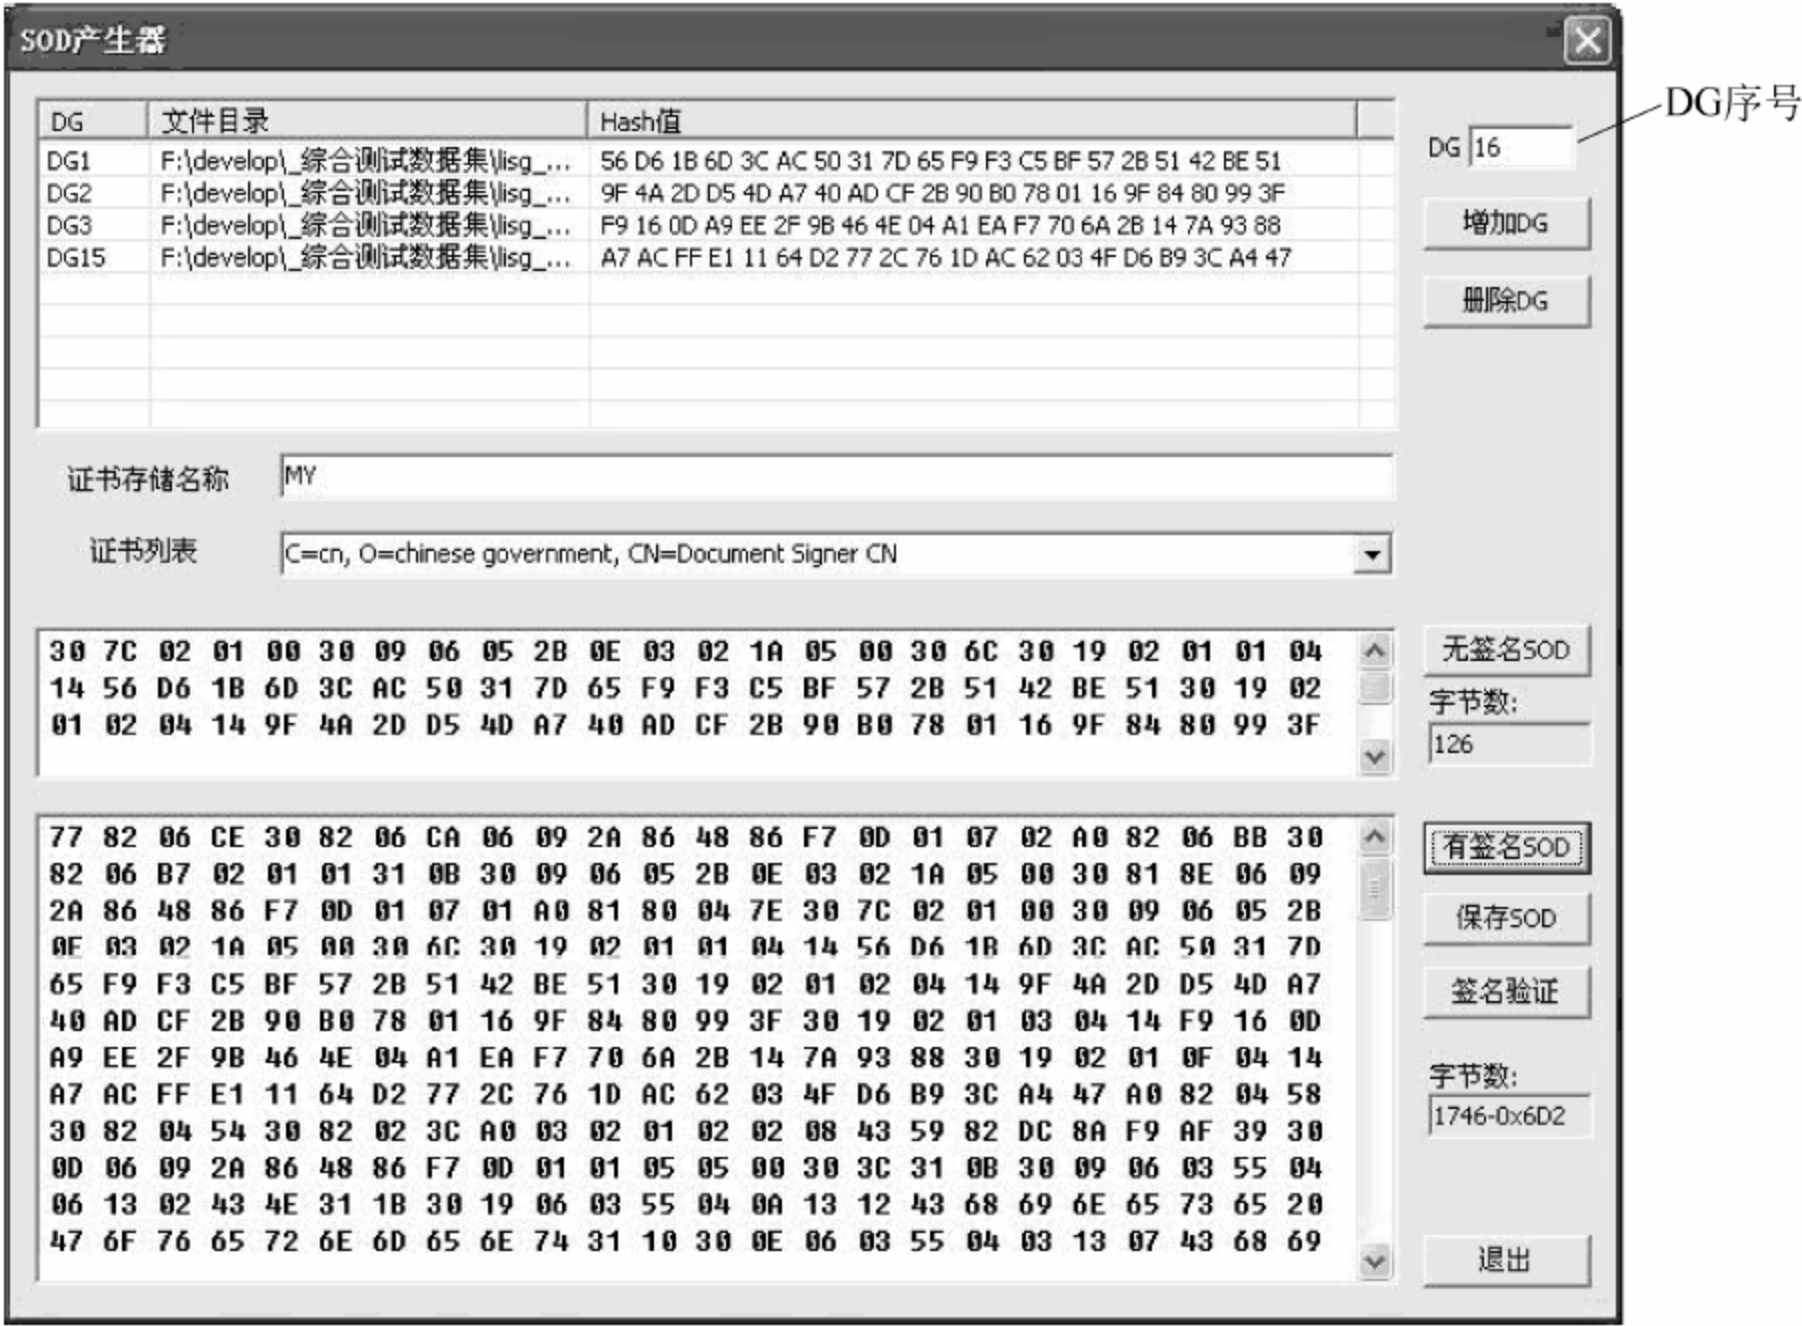 SOD产生器
DG 文件目录 Hash值
DG1 F:\develop\_综合测试数据集\lisg_... 56 D6 1B 6D 3C AC 50 31 7D 65 F9 F3 C5 BF 57 2B 51 42 BE 51
DG2 F:\develop\_综合测试数据集\lisg_... 9F 4A 2D D5 4D A7 40 AD CF 2B 90 B0 78 01 16 9F 84 80 99 3F
DG3 F:\develop\_综合测试数据集\lisg_... F9 16 0D A9 EE 2F 9B 46 4E 04 A1 EA F7 70 6A 2B 14 7A 93 88
DG15 F:\develop\_综合测试数据集\lisg_... A7 AC FF E1 11 64 D2 77 2C 76 1D AC 62 03 4F D6 B9 3C A4 47
DG 16
DG序号
增加DG
删除DG
证书存储名称 MY
证书列表 C=cn, O=chinese government, CN=Document Signer CN
30 7C 02 01 00 30 09 06 05 2B 0E 03 02 1A 05 00 30 6C 30 19 02 01 01 04
14 56 D6 1B 6D 3C AC 50 31 7D 65 F9 F3 C5 BF 57 2B 51 42 BE 51 30 19 02
01 02 04 14 9F 4A 2D D5 4D A7 40 AD CF 2B 90 B0 78 01 16 9F 84 80 99 3F
无签名SOD
字节数:
126
77 82 06 CE 30 82 06 CA 06 09 2A 86 48 86 F7 0D 01 07 02 A0 82 06 BB 30
82 06 B7 02 01 01 31 0B 30 09 06 05 2B 0E 03 02 1A 05 00 30 81 8E 06 09
2A 86 48 86 F7 0D 01 07 01 A0 81 80 04 7E 30 7C 02 01 00 30 09 06 05 2B
0E 03 02 1A 05 00 30 6C 30 19 02 01 01 04 14 56 D6 1B 6D 3C AC 50 31 7D
65 F9 F3 C5 BF 57 2B 51 42 BE 51 30 19 02 01 02 04 14 9F 4A 2D D5 4D A7
40 AD CF 2B 90 B0 78 01 16 9F 84 80 99 3F 30 19 02 01 03 04 14 F9 16 0D
A9 EE 2F 9B 46 4E 04 A1 EA F7 70 6A 2B 14 7A 93 88 30 19 02 01 0F 04 14
A7 AC FF E1 11 64 D2 77 2C 76 1D AC 62 03 4F D6 B9 3C A4 47 A0 82 04 58
30 82 04 54 30 82 02 3C A0 03 02 01 02 02 08 43 59 82 DC 8A F9 AF 39 30
0D 06 09 2A 86 48 86 F7 0D 01 01 05 05 00 30 3C 31 0B 30 09 06 03 55 04
06 13 02 43 4E 31 1B 30 19 06 03 55 04 0A 13 12 43 68 69 6E 65 73 65 20
47 6F 76 65 72 6E 6D 65 6E 74 31 10 30 0E 06 03 55 04 03 13 07 43 68 69
有签名SOD
保存SOD
签名验证
字节数:
1746-0x6D2
退出